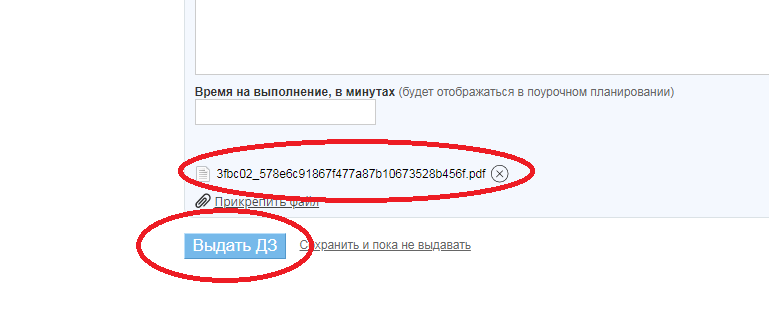 Время на выполнение, в минутах (будет отображаться в поурочном планировании)
3fbc02_578e6c91867f477a87b10673528b456f.pdf
Прикрепить файл
Выдать ДЗ Сохранить и пока не выдавать